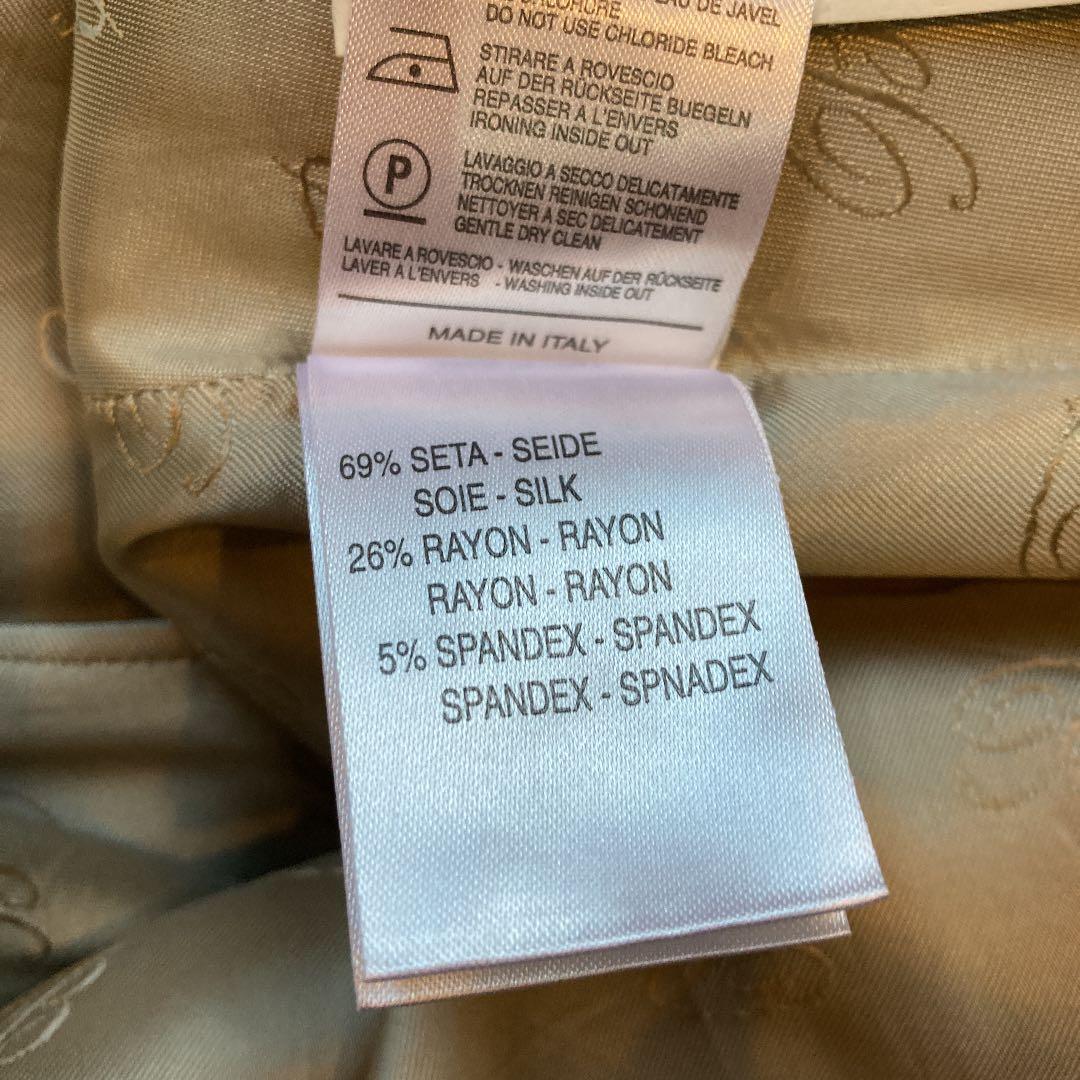 EAU DE JAVEL
DO NOT USE CHLORIDE BLEACH
STIRARE A ROVESCIO
AUF DER RÜCKSEITE BUEGELN
REPASSER A L'ENVERS
IRONING INSIDE OUT
P
LAVAGGIO A SECCO DELICATAMENTE
TROCKNEN REINIGEN SCHONEND
NETTOYER A SEC DELICATEMENT
GENTLE DRY CLEAN
LAVARE A ROVESCIO - WASCHEN AUF DER RÜCKSEITE
LAVER A L'ENVERS - WASHING INSIDE OUT
MADE IN ITALY
69% SETA - SEIDE
SOIE - SILK
26% RAYON - RAYON
RAYON - RAYON
5% SPANDEX - SPANDEX
SPANDEX - SPNADEX